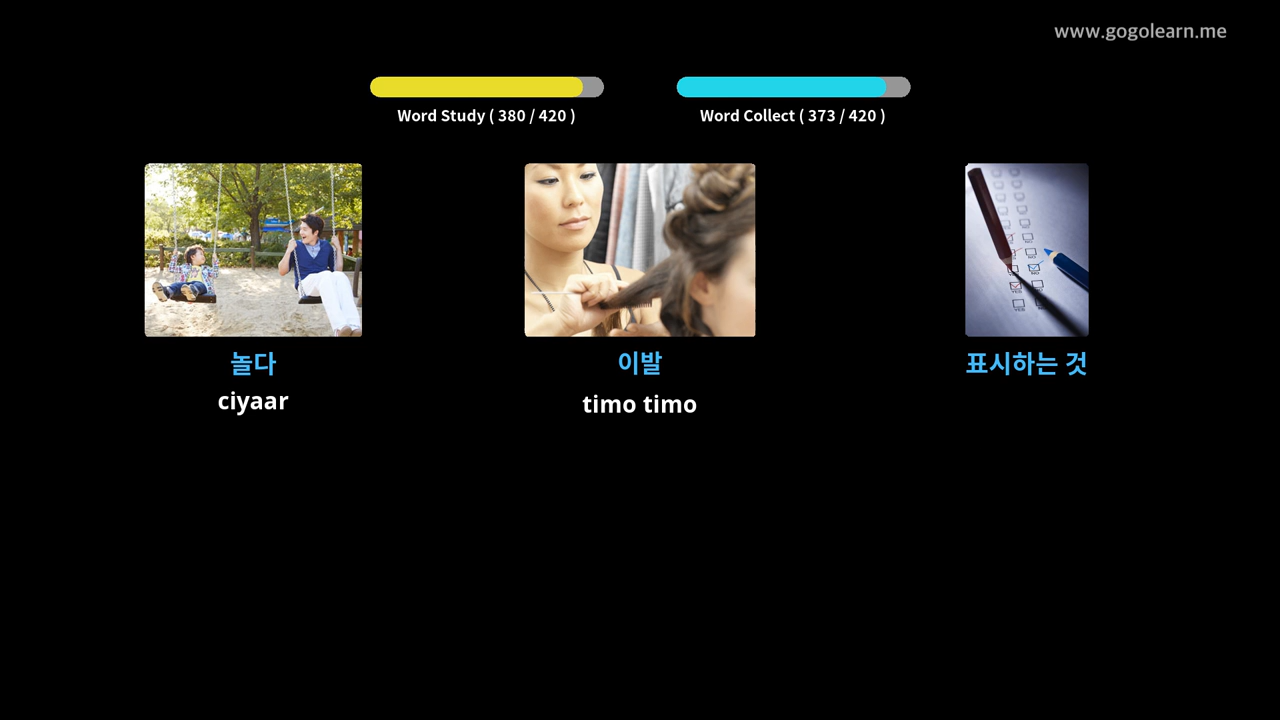 www.gogolearn.me
Word Study ( 380 / 420 )
Word Collect ( 373 / 420 )
놀다
이발
표시하는 것
ciyaar
timo timo